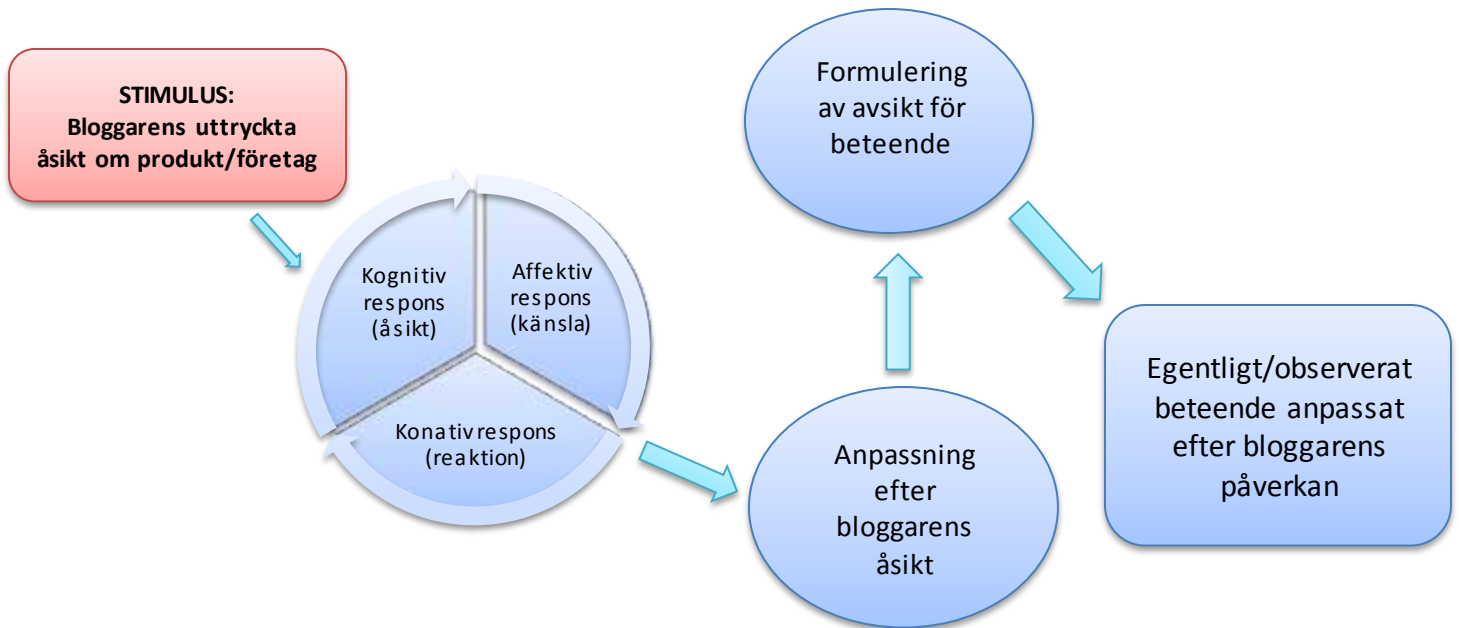 STIMULUS:
Bloggarens uttryckta
åsikt om produkt/företag
Kognitiv
respons
(åsikt)
Affektiv
respons
(känsla)
Konativ respons
(reaktion)
Anpassning
efter
bloggarens
åsikt
Formulering
av avsikt för
beteende
Egentligt/observerat
beteende anpassat
efter bloggarens
påverkan